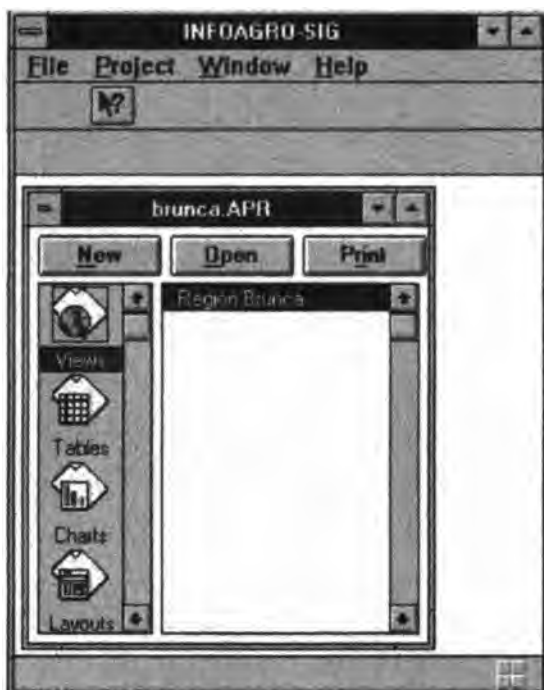 INFOAGRO-SIG
File Project Window Help
brunca.APR
New Open Print
Región Brunca
Views
Tables
Charts
Layouts